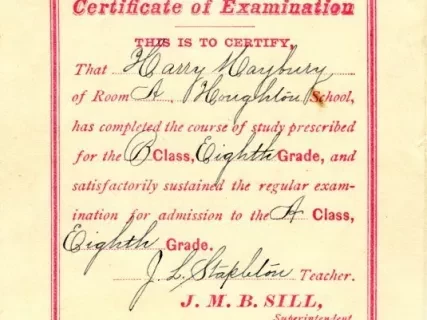 Certificate of Examination
THIS IS TO CERTIFY,
That Harry Maybury
of Room A. Houghton School,
has completed the course of study prescribed
for the B Class, Eighth Grade, and
satisfactorily sustained the regular exam-
ination for admission to the A Class,
Eighth Grade.
J. L. Stapleton Teacher.
J. M. B. SILL,
Superintendent